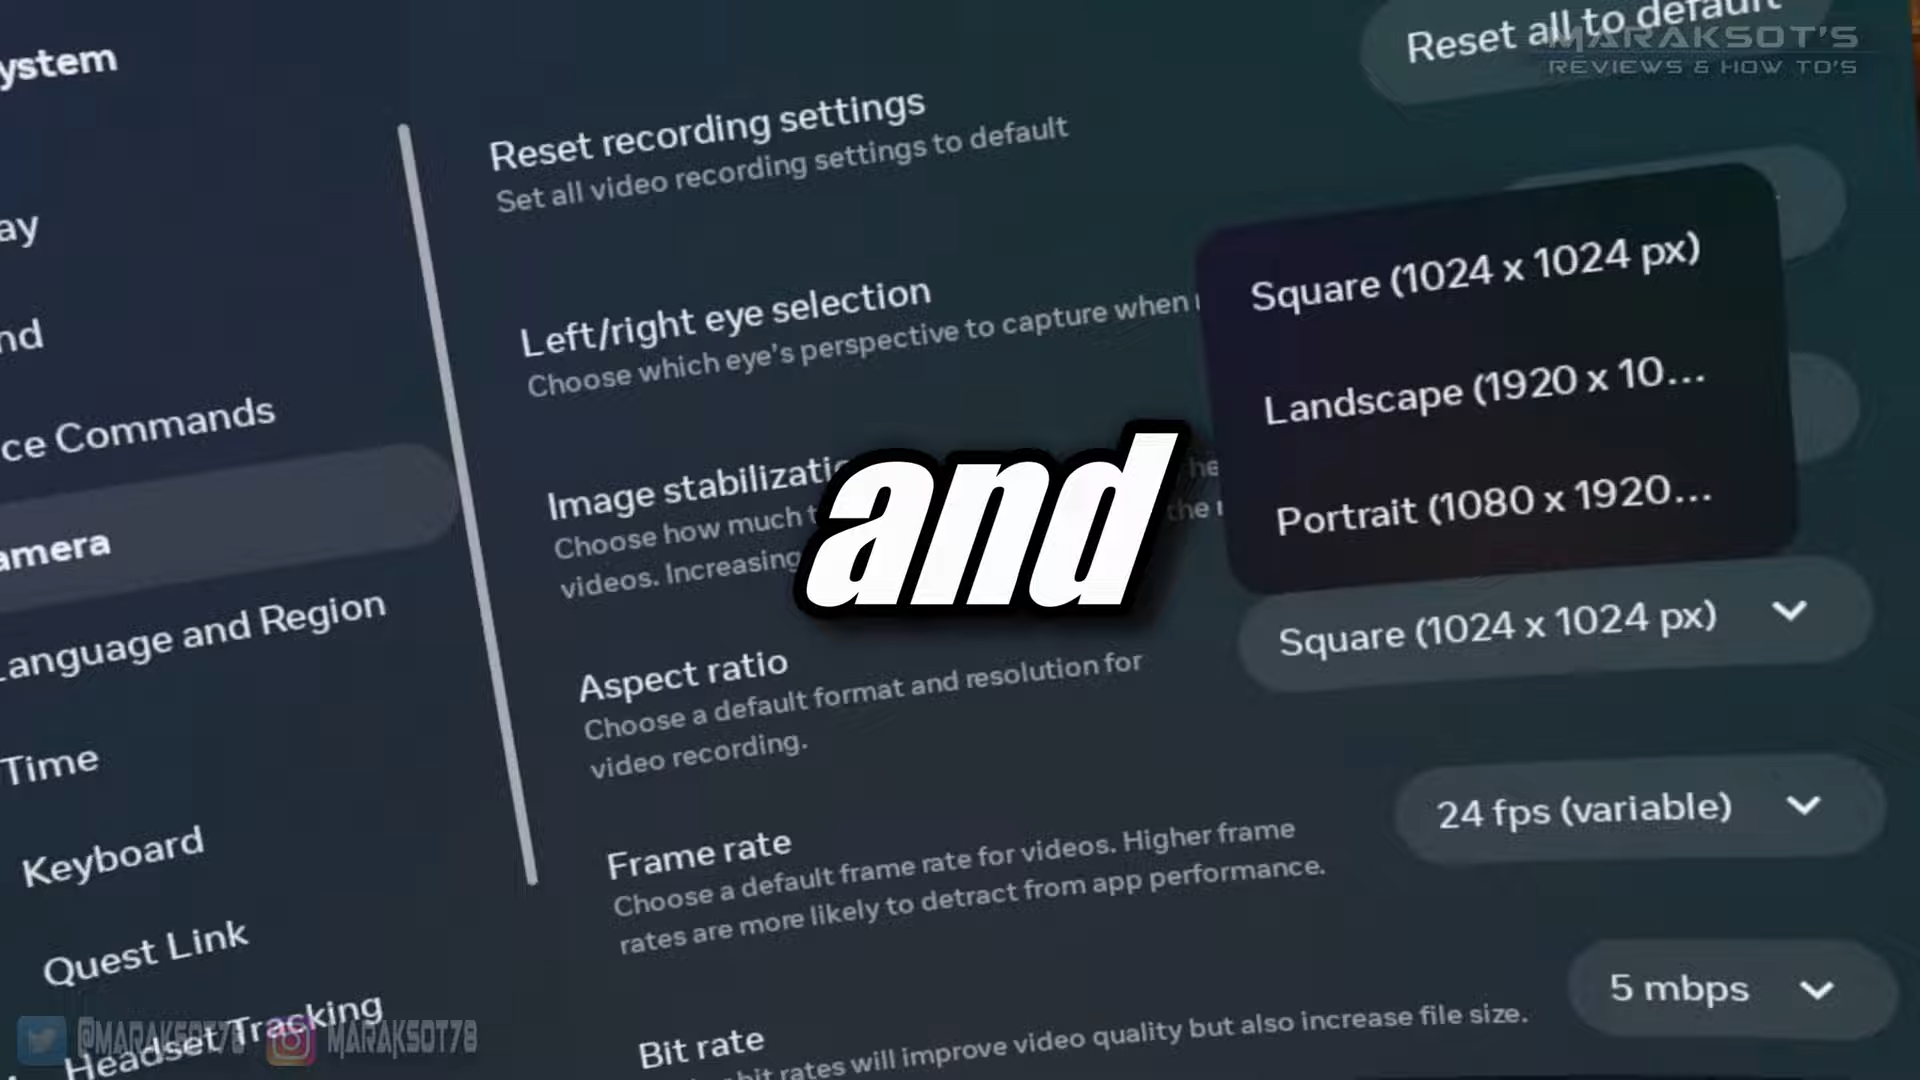 ystem
ay
nd
ce Commands
amera
Language and Region
Time
Keyboard
Quest Link
Headset Tracking
Reset all to default
MARAKSOT'S
REVIEWS & HOW TO'S
Reset recording settings
Set all video recording settings to default
Left/right eye selection
Choose which eye's perspective to capture when
Image stabilizatio
Choose how much
the
videos. Increasing
and
Square (1024 x 1024 px)
Landscape (1920 x 10...
Portrait (1080 x 1920...
Square (1024 x 1024 px)
Aspect ratio
Choose a default format and resolution for
video recording.
Frame rate
Choose a default frame rate for videos. Higher frame
rates are more likely to detract from app performance.
24 fps (variable)
5 mbps
Bit rate
bit rates will improve video quality but also increase file size.
@MARAKSOT78
MARAKSOT78